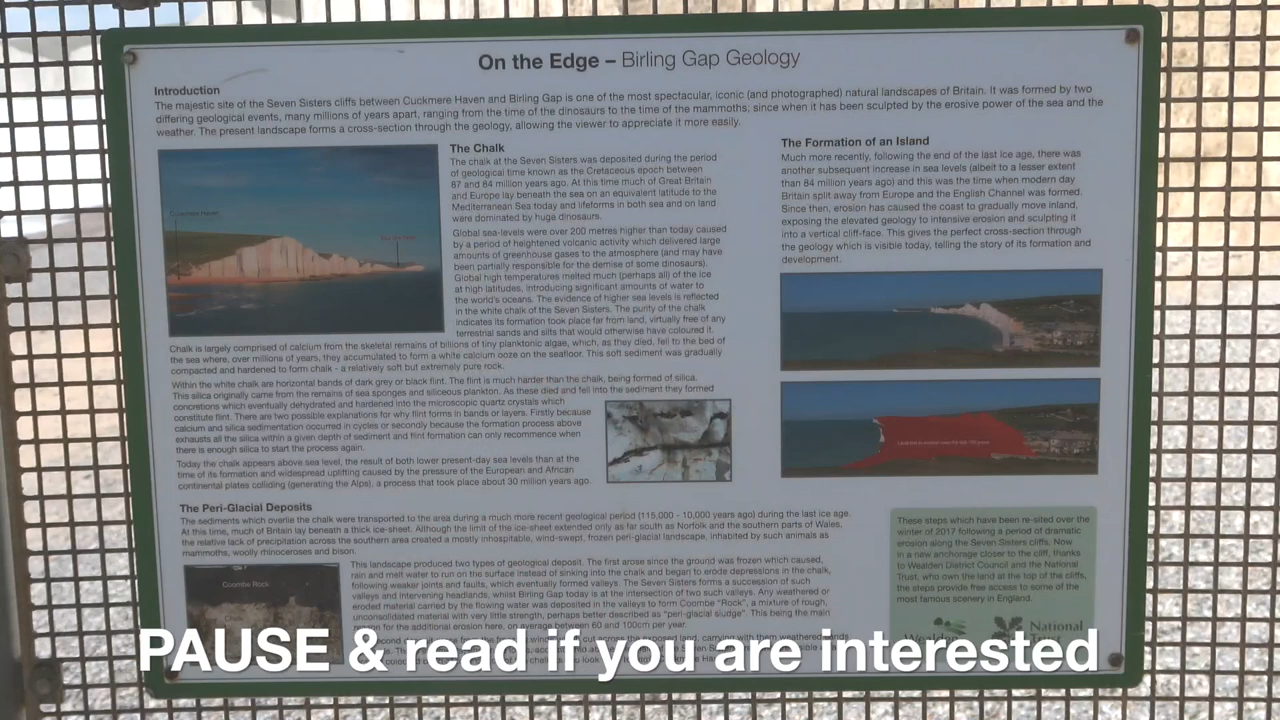 On the Edge – Birling Gap Geology
Introduction
The majestic site of the Seven Sisters cliffs between Cuckmere Haven and Birling Gap is one of the most spectacular, iconic (and photographed) natural landscapes of Britain. It was formed by two
differing geological events, many millions of years apart, ranging from the time of the dinosaurs to the time of the mammoths; since when it has been sculpted by the erosive power of the sea and the
weather. The present landscape forms a cross-section through the geology, allowing the viewer to appreciate it more easily.
The Chalk
The chalk at the Seven Sisters was deposited during the period
of geological time known as the Cretaceous epoch between
87 and 84 million years ago. At this time much of Great Britain
and Europe lay beneath the sea on an equivalent latitude to the
Mediterranean Sea today and lifeforms in both sea and on land
were dominated by huge dinosaurs.
Global sea-levels were over 200 metres higher than today caused
by a period of heightened volcanic activity which delivered large
amounts of greenhouse gases to the atmosphere (and may have
been partially responsible for the demise of some dinosaurs).
Global high temperatures melted much (perhaps all) of the ice
at high latitudes, introducing significant amounts of water to
the world's oceans. The evidence of higher sea levels is reflected
in the white chalk of the Seven Sisters. The purity of the chalk
indicates its formation took place far from land, virtually free of any
terrestrial sands and silts that would otherwise have coloured it.
Chalk is largely comprised of calcium from the skeletal remains of billions of tiny planktonic algae, which, as they died, fell to the bed of
the sea where, over millions of years, they accumulated to form a white calcium ooze on the seafloor. This soft sediment was gradually
compacted and hardened to form chalk - a relatively soft but extremely pure rock.
Within the white chalk are horizontal bands of dark grey or black flint. The flint is much harder than the chalk, being formed of silica.
This silica originally came from the remains of sea sponges and siliceous plankton. As these died and fell into the sediment they formed
concretions which eventually dehydrated and hardened into the microscopic quartz crystals which
constitute flint. There are two possible explanations for why flint forms in bands or layers. Firstly because
calcium and silica sedimentation occurred in cycles or secondly because the formation process above
exhausts all the silica within a given depth of sediment and flint formation can only recommence when
there is enough silica to start the process again.
Today the chalk appears above sea level, the result of both lower present-day sea levels than at the
time of its formation and widespread uplifting caused by the pressure of the European and African
continental plates colliding (generating the Alps), a process that took place about 30 million years ago.
The Formation of an Island
Much more recently, following the end of the last ice age, there was
another subsequent increase in sea levels (albeit to a lesser extent
than 84 million years ago) and this was the time when modern day
Britain split away from Europe and the English Channel was formed.
Since then, erosion has caused the coast to gradually move inland,
exposing the elevated geology to intensive erosion and sculpting it
into a vertical cliff-face. This gives the perfect cross-section through
the geology which is visible today, telling the story of its formation and
development.
The Peri-Glacial Deposits
The sediments which overlie the chalk were transported to the area during a much more recent geological period (115,000 - 10,000 years ago) during the last ice age.
At this time, much of Britain lay beneath a thick ice-sheet. Although the limit of the ice-sheet extended only as far south as Norfolk and the southern parts of Wales,
the relative lack of precipitation across the southern area created a mostly inhospitable, wind-swept, frozen peri-glacial landscape, inhabited by such animals as
mammoths, woolly rhinoceroses and bison.
Coombe Rock
Chalk
This landscape produced two types of geological deposit. The first arose since the ground was frozen which caused
rain and melt water to run on the surface instead of sinking into the chalk and began to erode depressions in the chalk,
following weaker joints and faults, which eventually formed valleys. The Seven Sisters forms a succession of such
valleys and intervening headlands, whilst Birling Gap today is at the intersection of two such valleys. Any weathered or
eroded material carried by the flowing water was deposited in the valleys to form Coombe “Rock”, a mixture of rough,
unconsolidated material with very little strength, perhaps better described as “peri-glacial sludge”. This being the main
reason for the additional erosion here, on average between 60 and 100cm per year.
These steps which have been re-sited over the
winter of 2017 following a period of dramatic
erosion along the Seven Sisters cliffs. Now
in a new anchorage closer to the cliff, thanks
to Wealden District Council and the National
Trust, who own the land at the top of the cliffs,
the steps provide free access to some of the
most famous scenery in England.
Wealden
National
Trust
PAUSE & read if you are interested